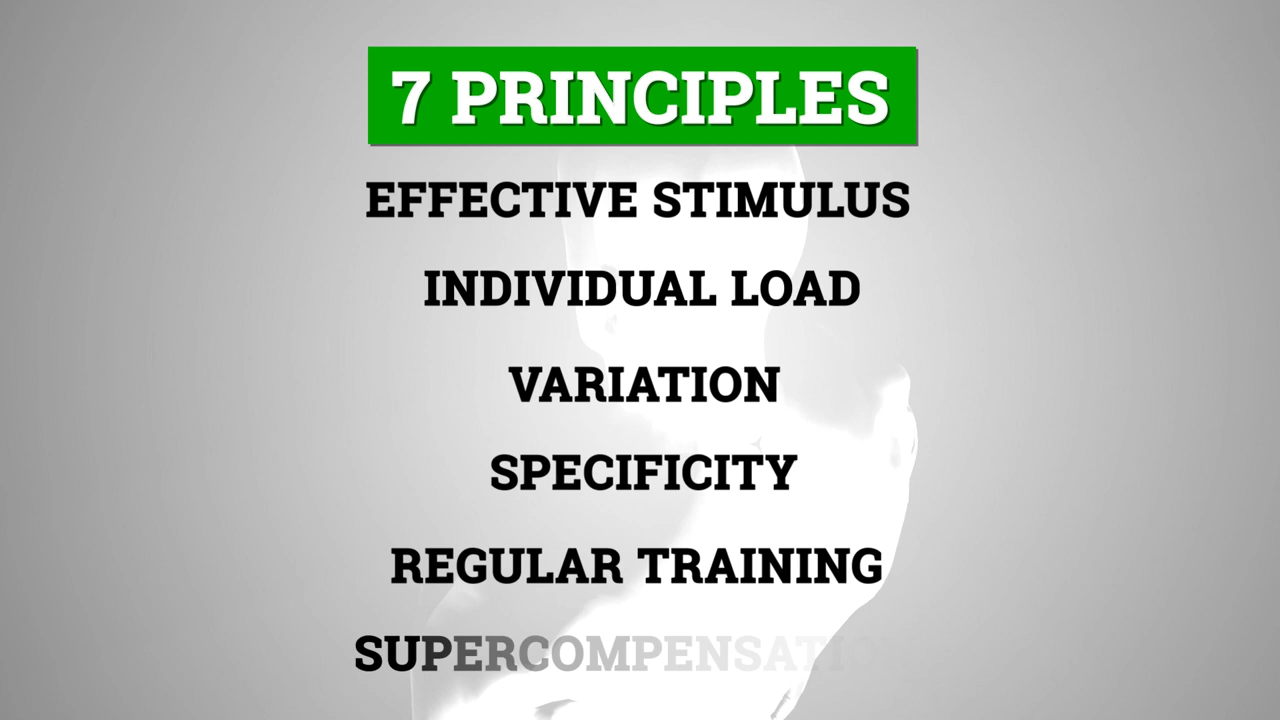 7 PRINCIPLES
EFFECTIVE STIMULUS
INDIVIDUAL LOAD
VARIATION
SPECIFICITY
REGULAR TRAINING
SUPERCOMPENSATI